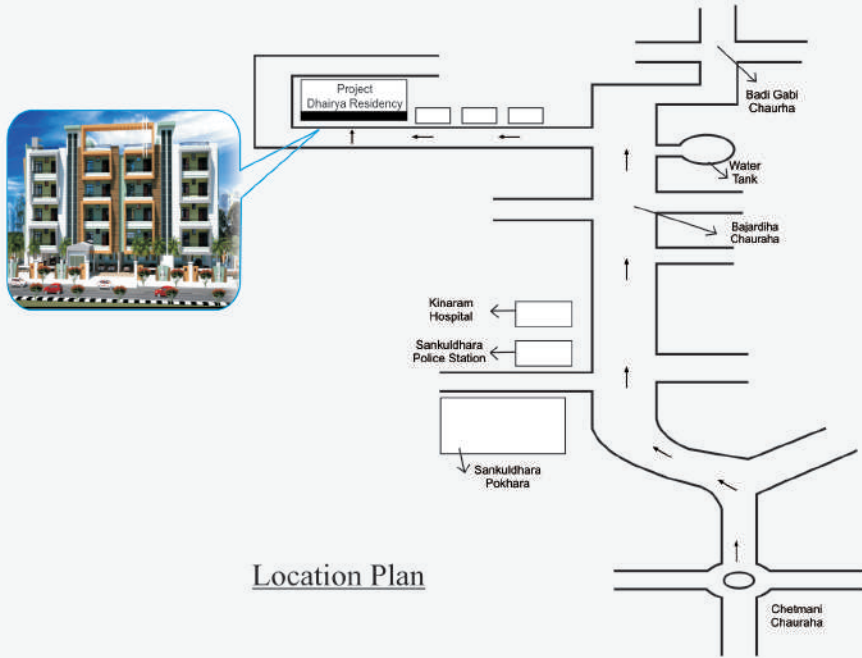 Project
Dhairya Residency
Badi Gabi
Chaurha
Water
Tank
Bajardiha
Chauraha
Kinaram
Hospital
Sankuldhara
Police Station
Sankuldhara
Pokhara
Location Plan
Chetmani
Chauraha